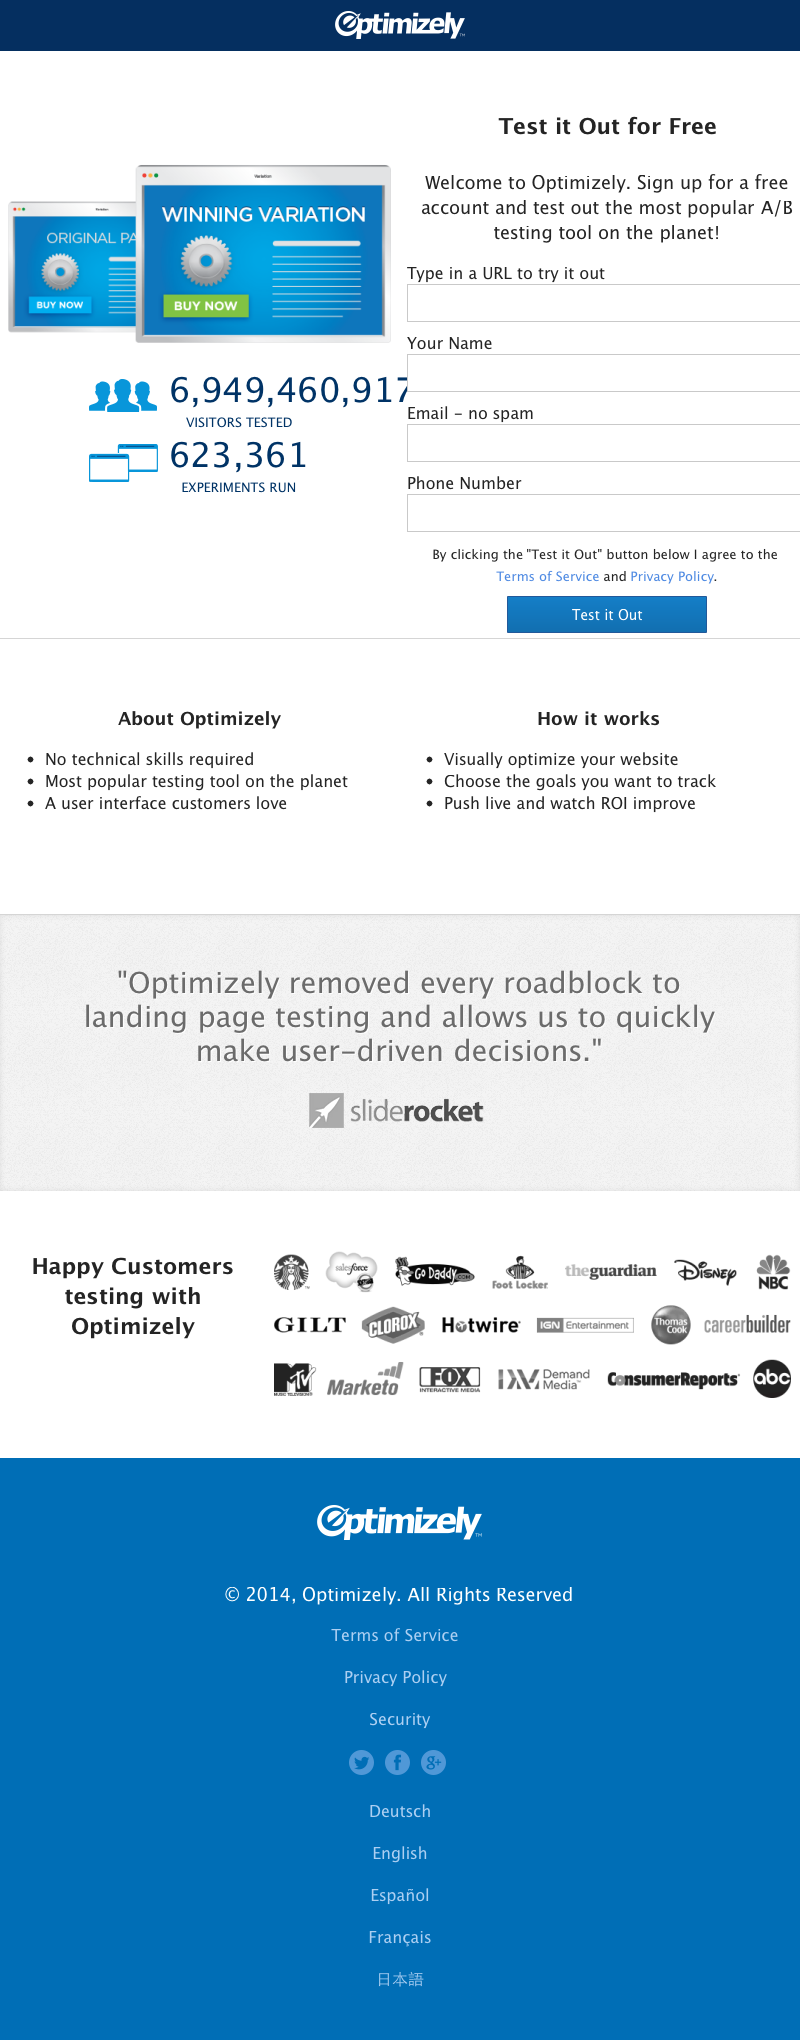 Optimizely
Test it Out for Free
Welcome to Optimizely. Sign up for a free
account and test out the most popular A/B
testing tool on the planet!
Variation
WINNING VARIATION
BUY NOW
ORIGINAL PA
BUY NOW
6,949,460,917
VISITORS TESTED
623,361
EXPERIMENTS RUN
Type in a URL to try it out
Your Name
Email - no spam
Phone Number
By clicking the "Test it Out" button below I agree to the
Terms of Service and Privacy Policy.
Test it Out
About Optimizely
• No technical skills required
• Most popular testing tool on the planet
• A user interface customers love
How it works
• Visually optimize your website
• Choose the goals you want to track
• Push live and watch ROI improve
"Optimizely removed every roadblock to
landing page testing and allows us to quickly
make user-driven decisions."
sliderocket
Happy Customers
testing with
Optimizely
salesforce
Go Daddy.COM
Foot Locker
theguardian
Disney
NBC
GILT
CLOROX
Hotwire
IGN Entertainment
Thomas Cook
careerbuilder
MTV
MUSIC TELEVISION
Marketo
FOX
INTERACTIVE MEDIA
Demand
Media™
ConsumerReports
abc
Optimizely™
© 2014, Optimizely. All Rights Reserved
Terms of Service
Privacy Policy
Security
Deutsch
English
Español
Français
日本語